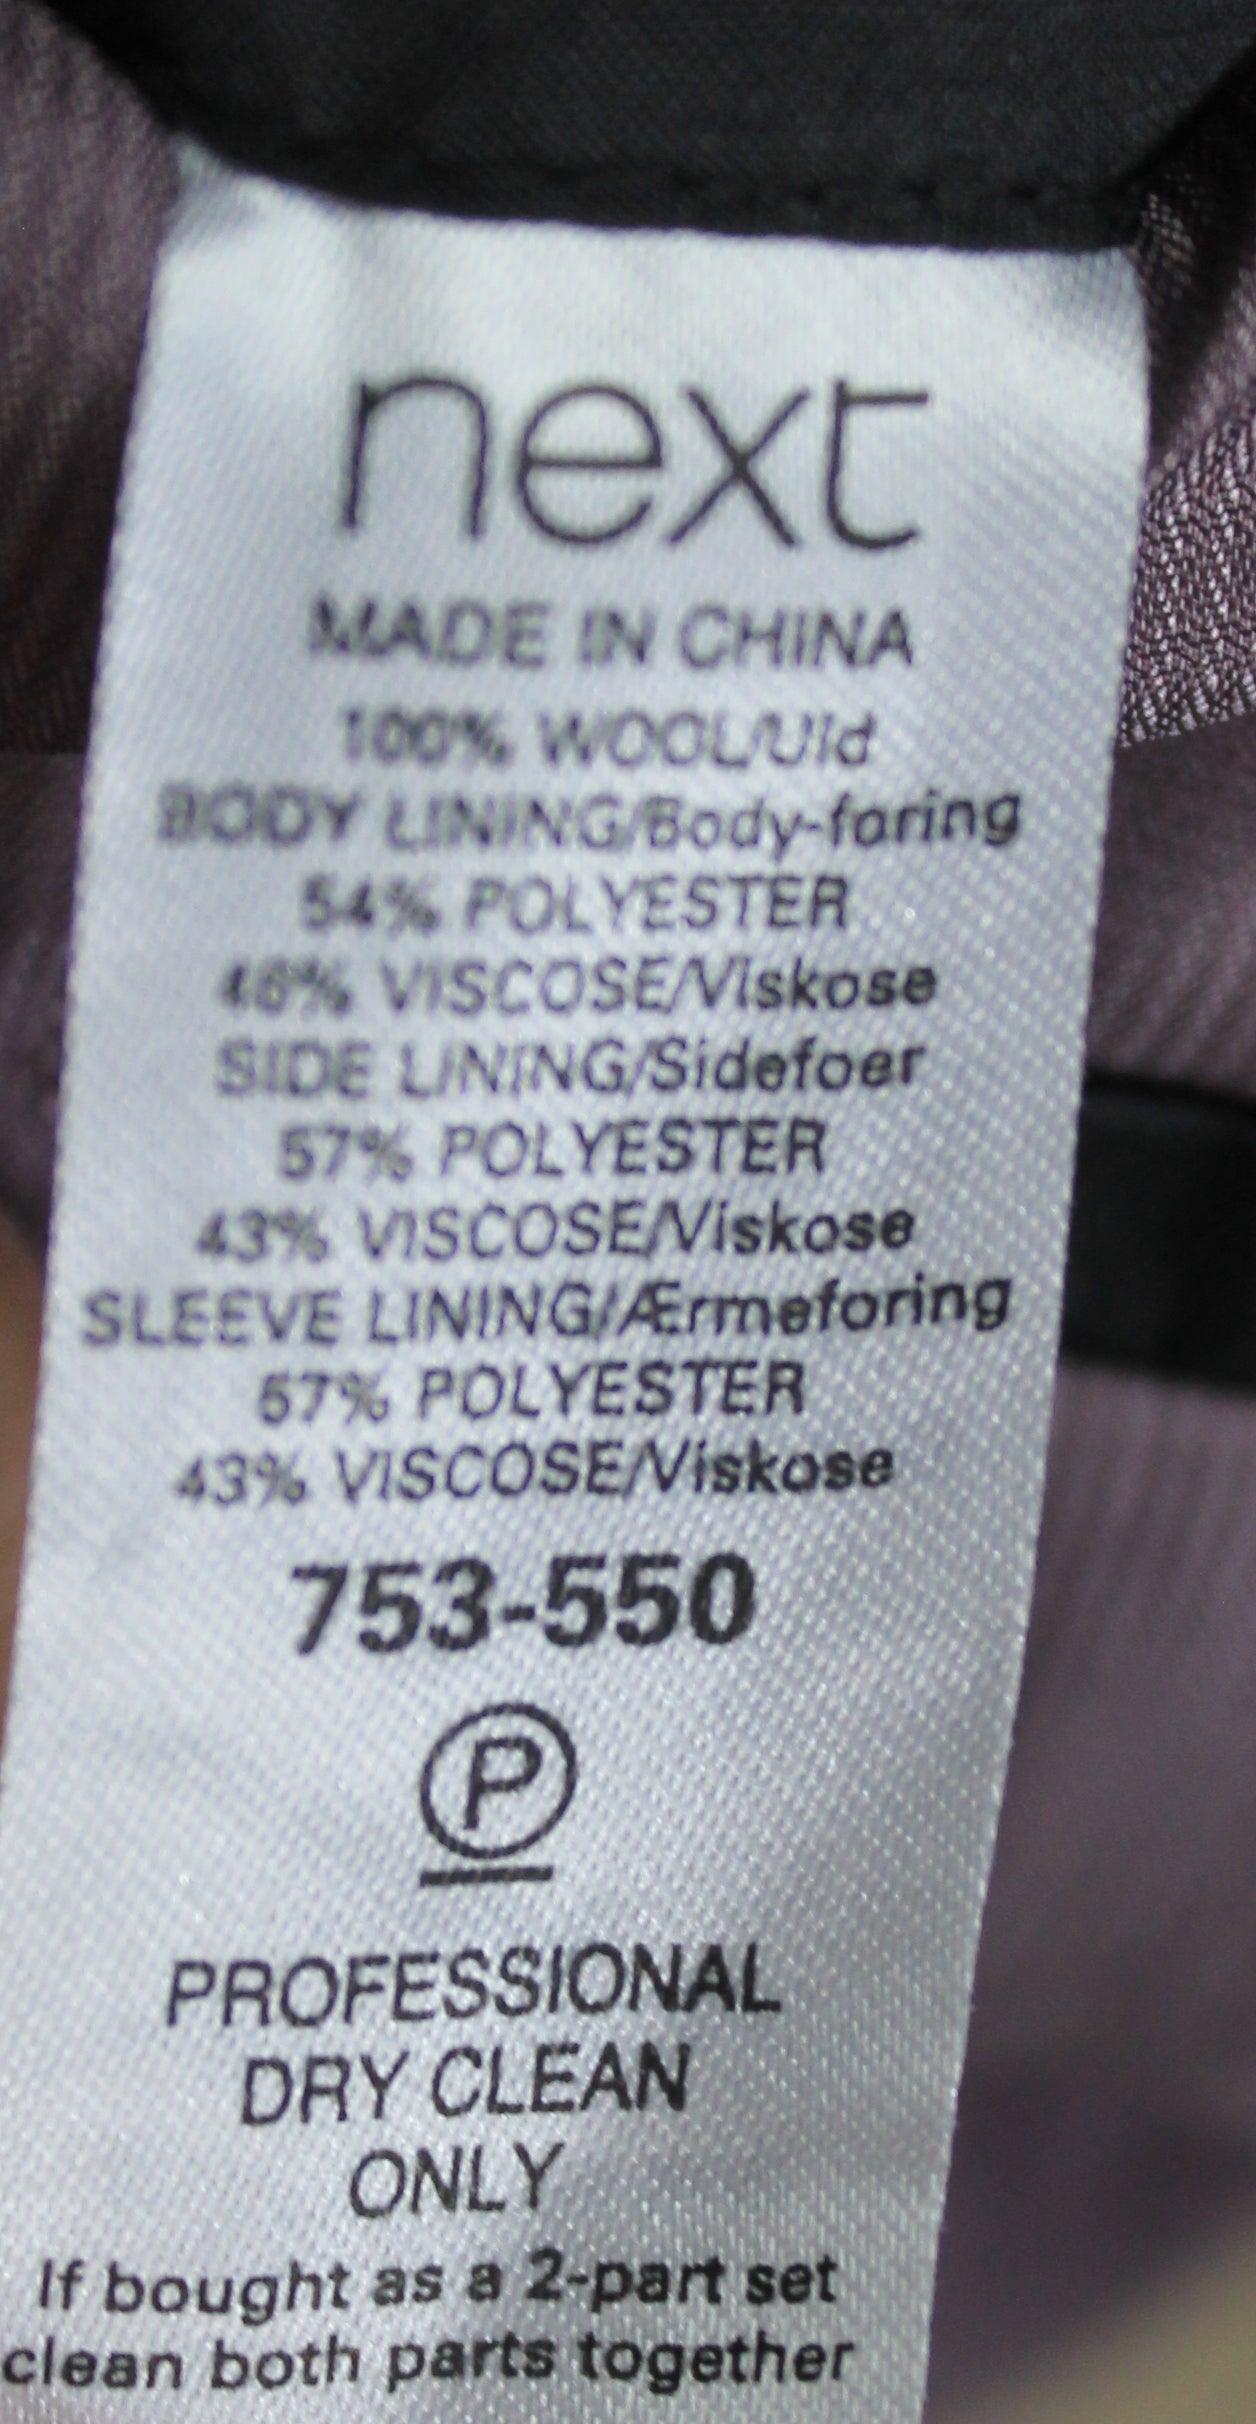 next
MADE IN CHINA
100% WOOL/Uld
BODY LINING/Body-foring
54% POLYESTER
46% VISCOSE/Viskose
SIDE LINING/Sidefoer
57% POLYESTER
43% VISCOSE/Viskose
SLEEVE LINING/Ærmeforing
57% POLYESTER
43% VISCOSE/Viskose
753-550
P
PROFESSIONAL
DRY CLEAN
ONLY
If bought as a 2-part set
clean both parts together